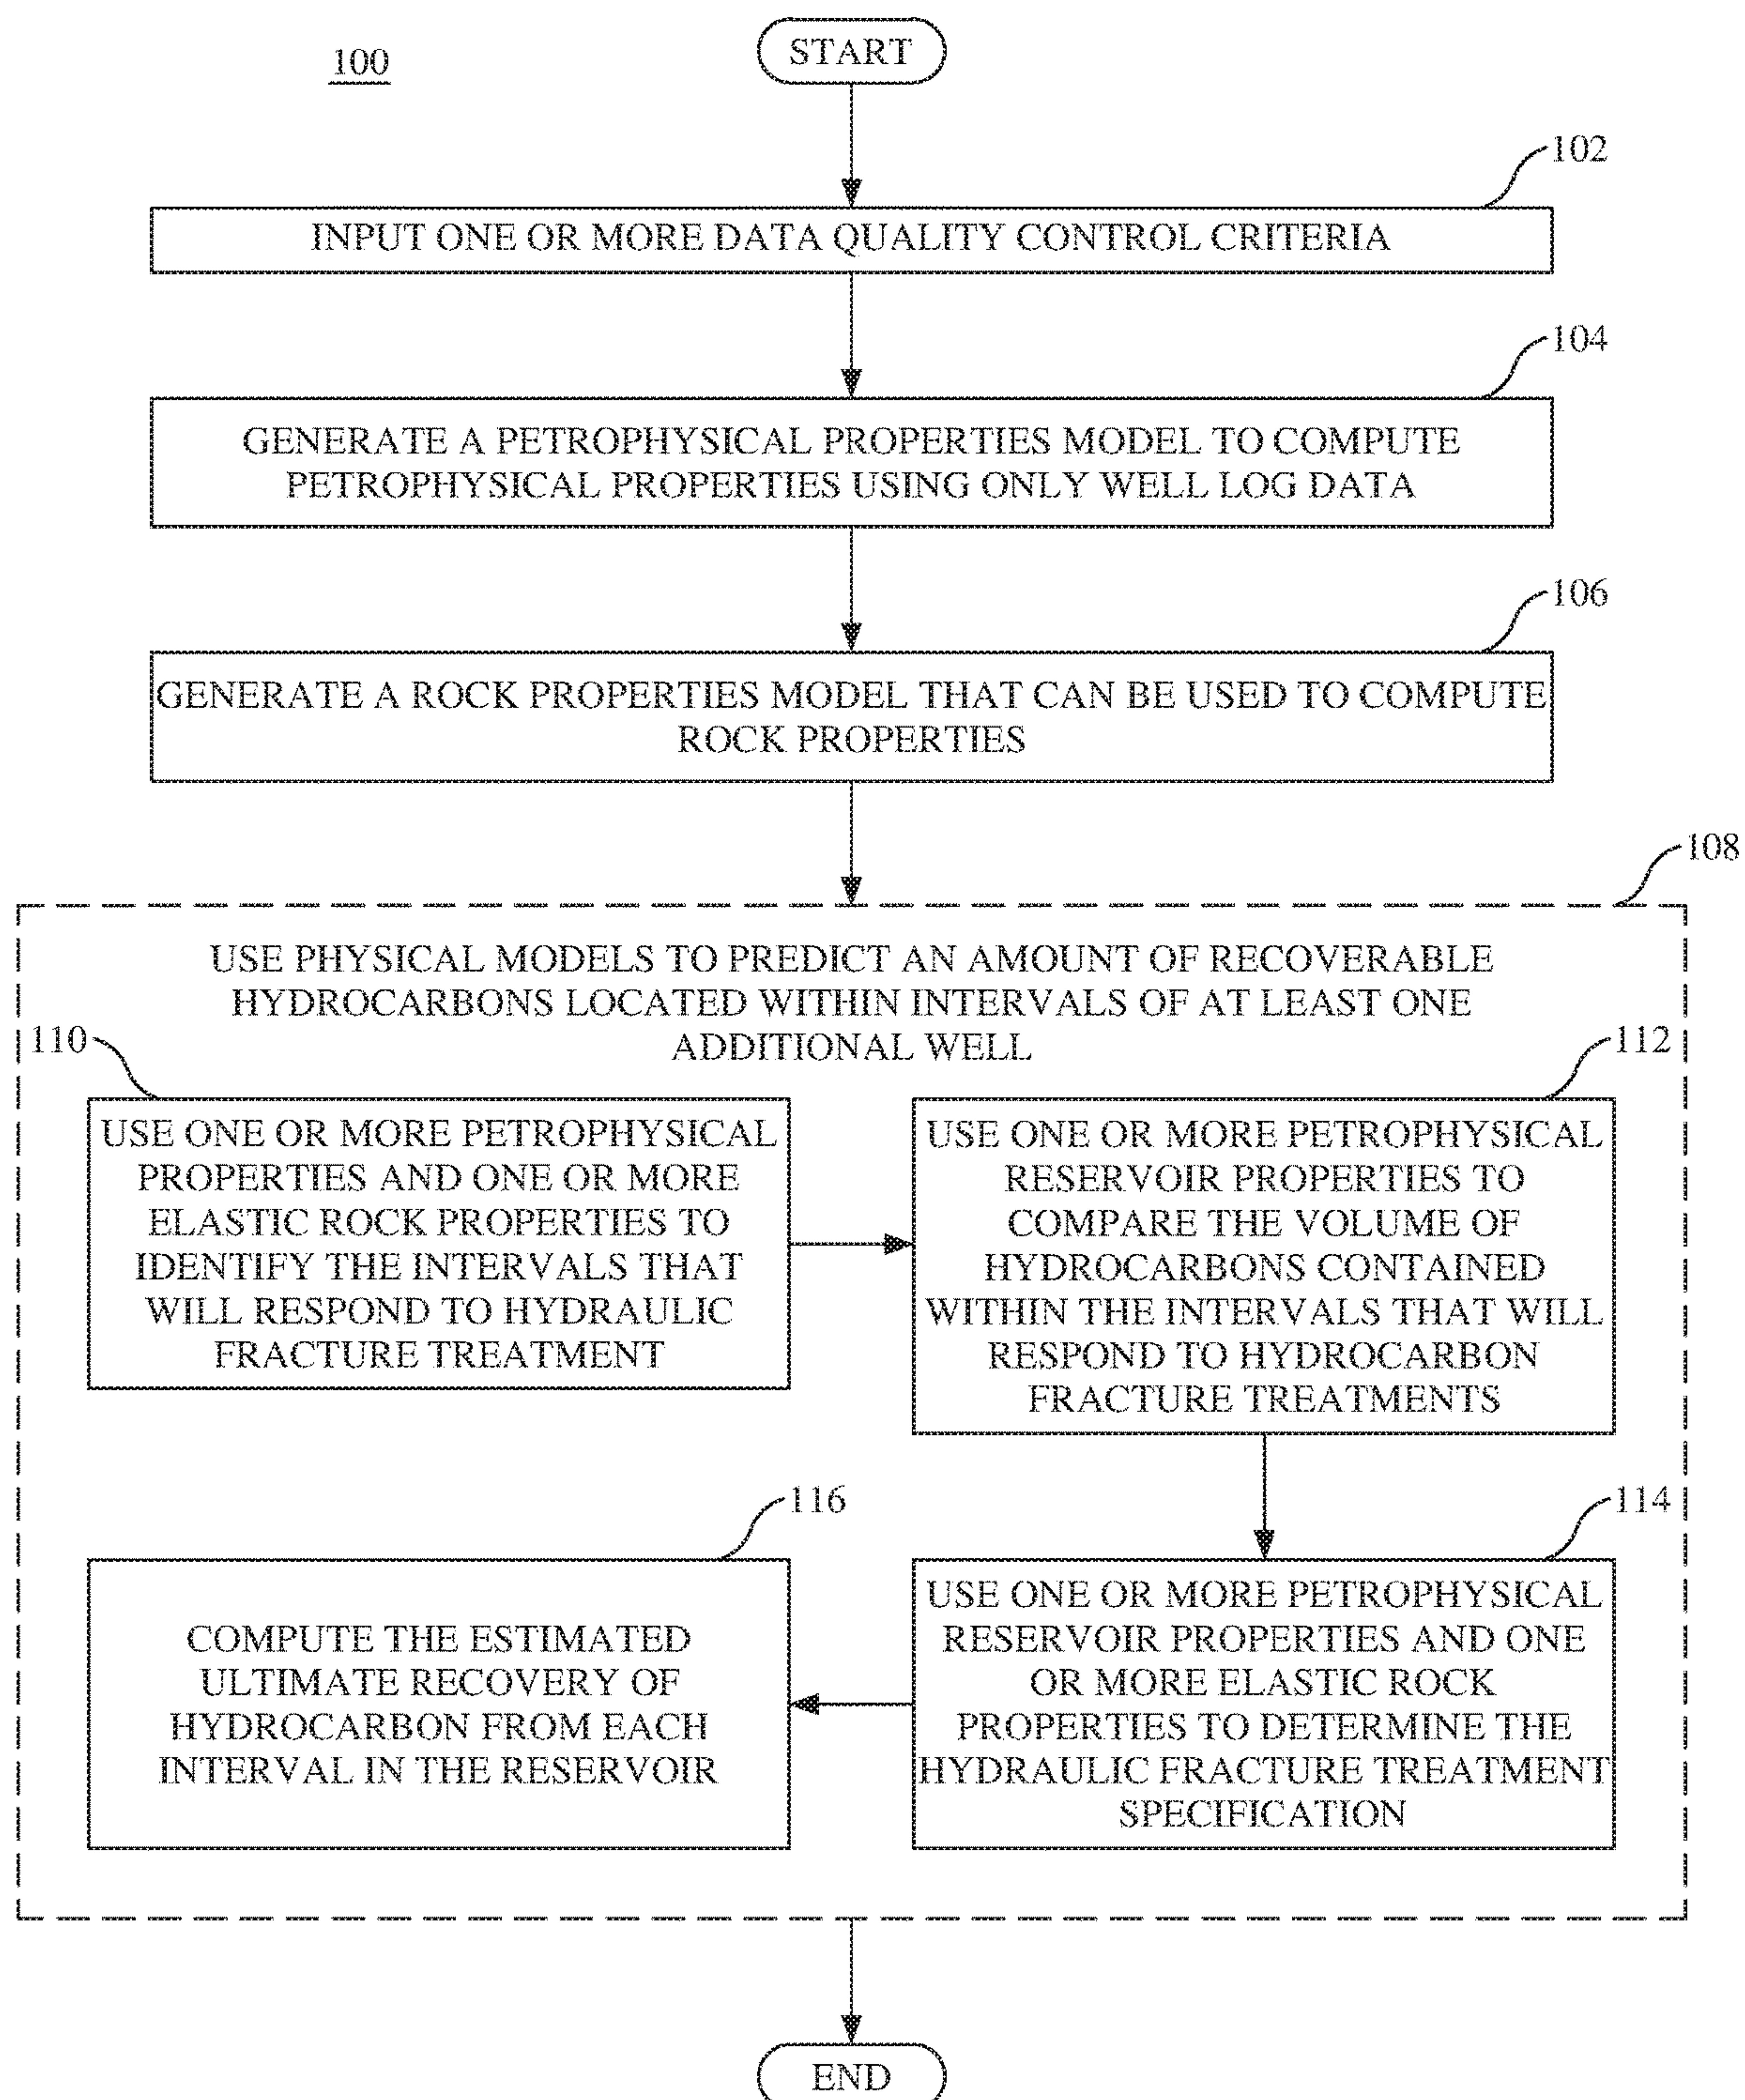 100
START
102
INPUT ONE OR MORE DATA QUALITY CONTROL CRITERIA
104
GENERATE A PETROPHYSICAL PROPERTIES MODEL TO COMPUTE
PETROPHYSICAL PROPERTIES USING ONLY WELL LOG DATA
106
GENERATE A ROCK PROPERTIES MODEL THAT CAN BE USED TO COMPUTE
ROCK PROPERTIES
108
USE PHYSICAL MODELS TO PREDICT AN AMOUNT OF RECOVERABLE
HYDROCARBONS LOCATED WITHIN INTERVALS OF AT LEAST ONE
ADDITIONAL WELL
110
USE ONE OR MORE PETROPHYSICAL
PROPERTIES AND ONE OR MORE
ELASTIC ROCK PROPERTIES TO
IDENTIFY THE INTERVALS THAT
WILL RESPOND TO HYDRAULIC
FRACTURE TREATMENT
112
USE ONE OR MORE PETROPHYSICAL
RESERVOIR PROPERTIES TO
COMPARE THE VOLUME OF
HYDROCARBONS CONTAINED
WITHIN THE INTERVALS THAT WILL
RESPOND TO HYDROCARBON
FRACTURE TREATMENTS
114
USE ONE OR MORE PETROPHYSICAL
RESERVOIR PROPERTIES AND ONE
OR MORE ELASTIC ROCK
PROPERTIES TO DETERMINE THE
HYDRAULIC FRACTURE TREATMENT
SPECIFICATION
116
COMPUTE THE ESTIMATED
ULTIMATE RECOVERY OF
HYDROCARBON FROM EACH
INTERVAL IN THE RESERVOIR
END